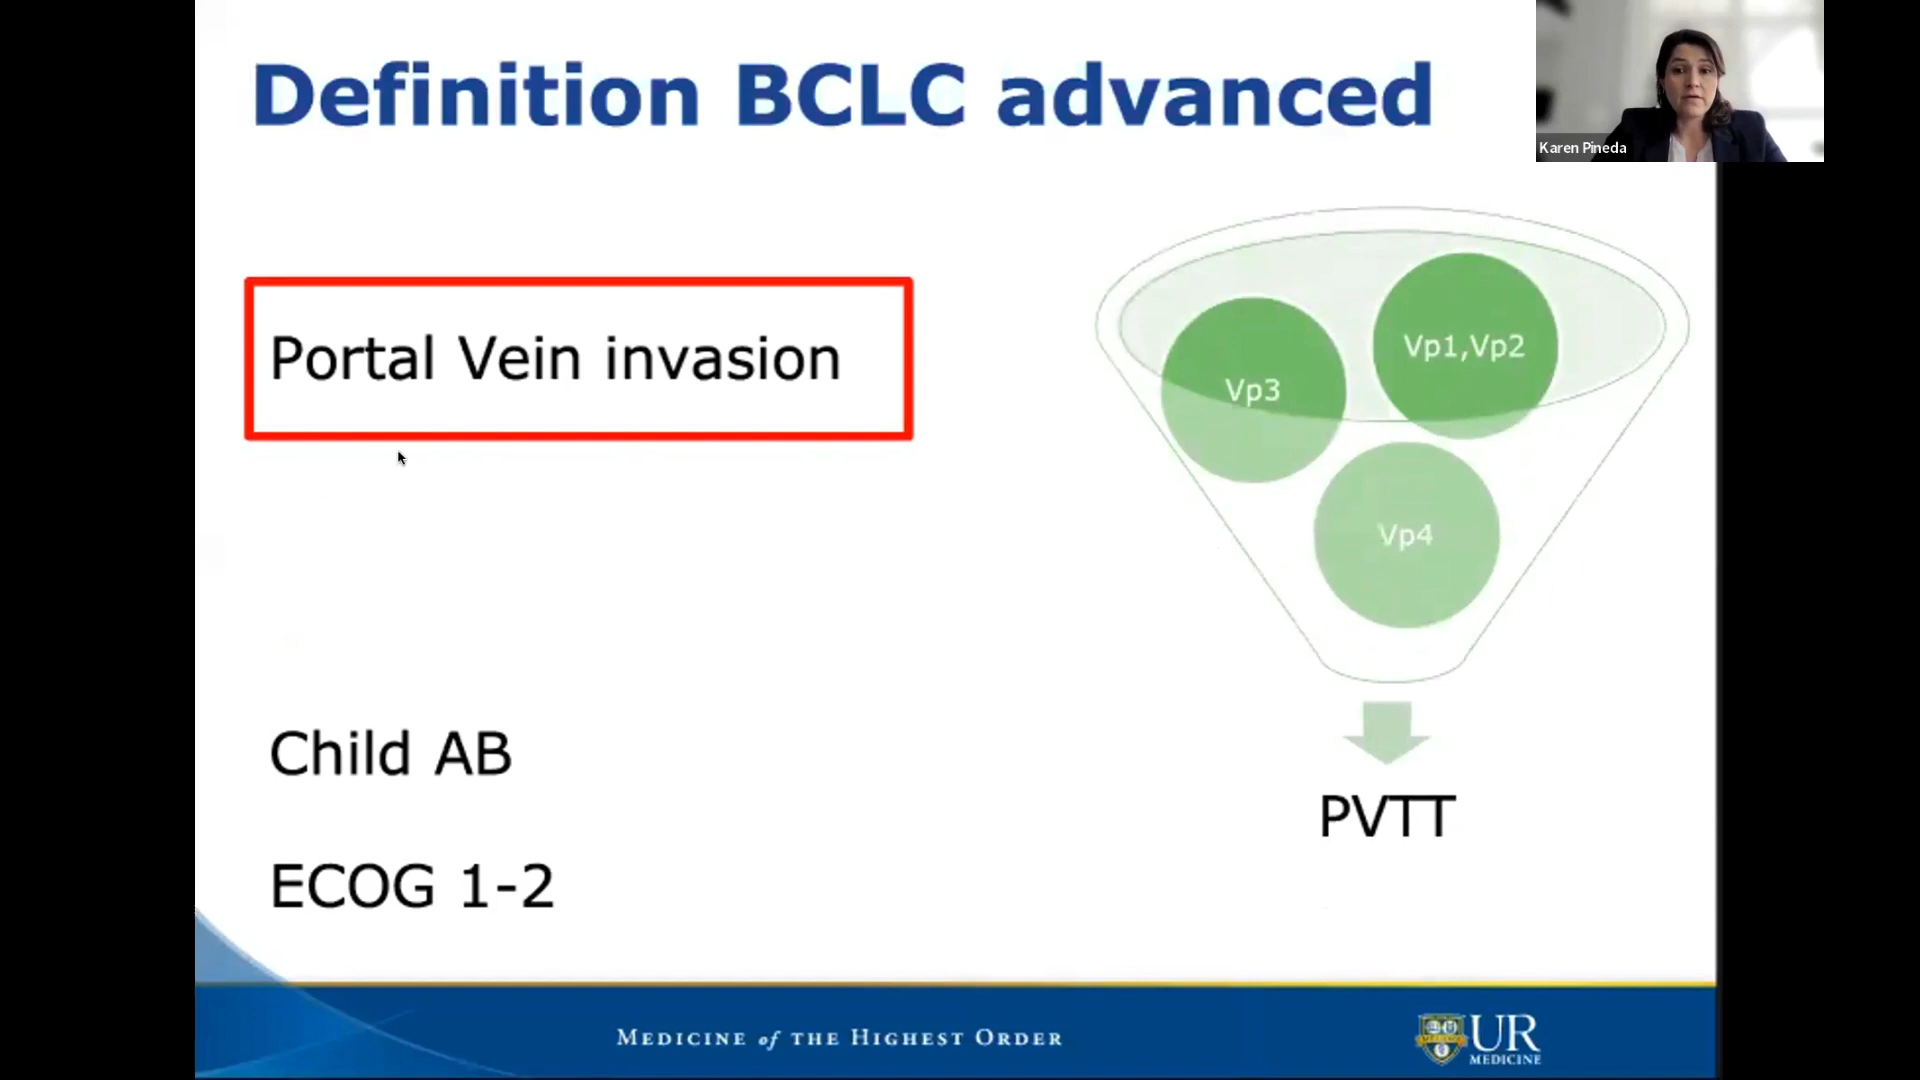 Definition BCLC advanced
Karen Pineda
Portal Vein invasion
Vp1,Vp2
Vp3
Vp4
Child AB
PVTT
ECOG 1-2
MEDICINE of THE HIGHEST ORDER
UR
MEDICINE